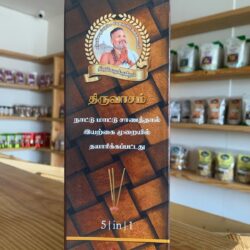 திருவாசம்
நாட்டு மாட்டு சாணத்தால்
இயற்கை முறையில்
தயாரிக்கப்பட்டது
5|in|1